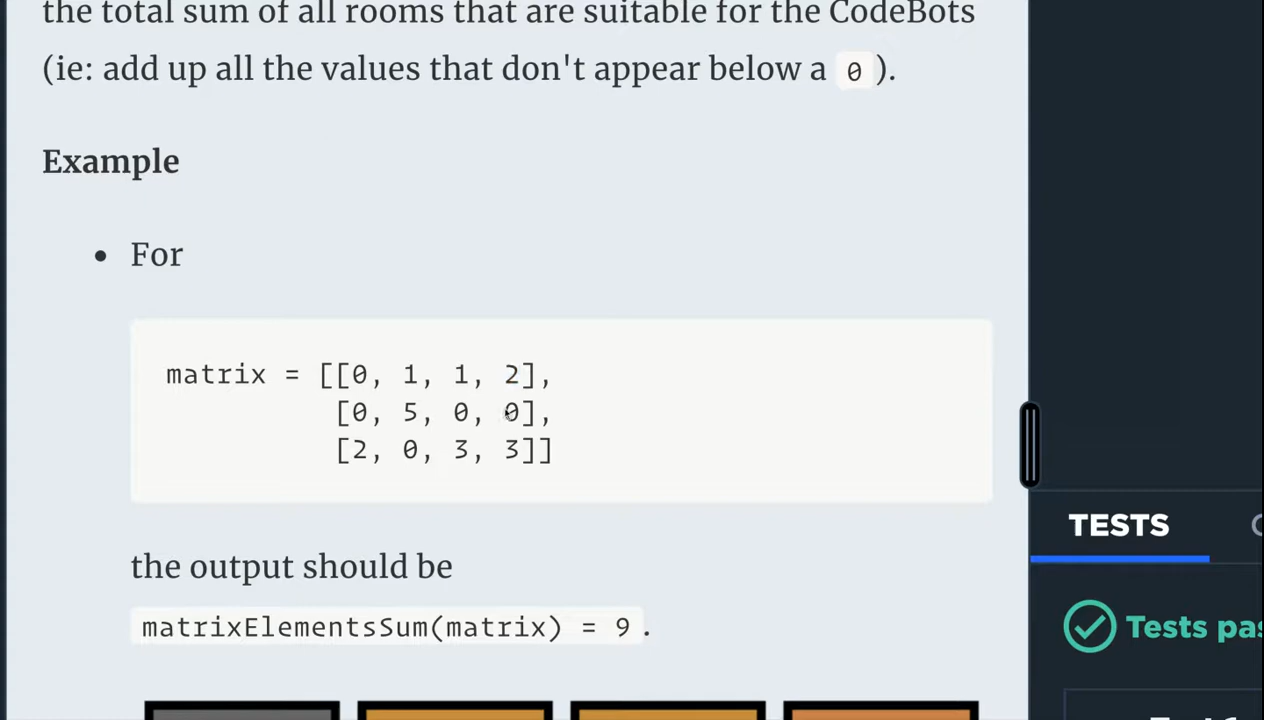 the total sum of all rooms that are suitable for the CodeBots
(ie: add up all the values that don't appear below a 0 ).
Example
For
matrix = [[0, 1, 1, 2],
[0, 5, 0, 0],
[2, 0, 3, 3]]
the output should be
matrixElementsSum(matrix) = 9 .
TESTS
Tests